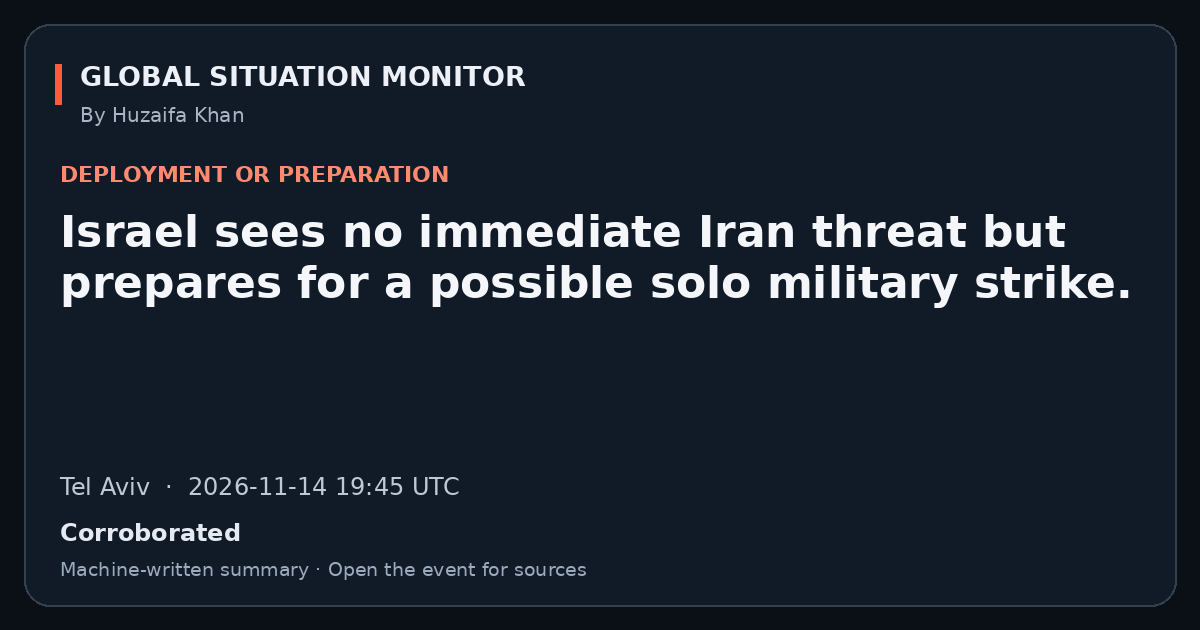 GLOBAL SITUATION MONITOR
By Huzaifa Khan
DEPLOYMENT OR PREPARATION
Israel sees no immediate Iran threat but
prepares for a possible solo military strike.
Tel Aviv · 2026-11-14 19:45 UTC
Corroborated
Machine-written summary · Open the event for sources